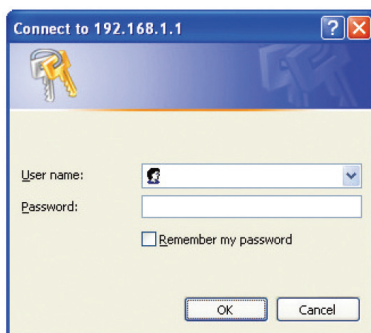 Connect to 192.168.1.1
User name:
Password:
Remember my password
OK
Cancel